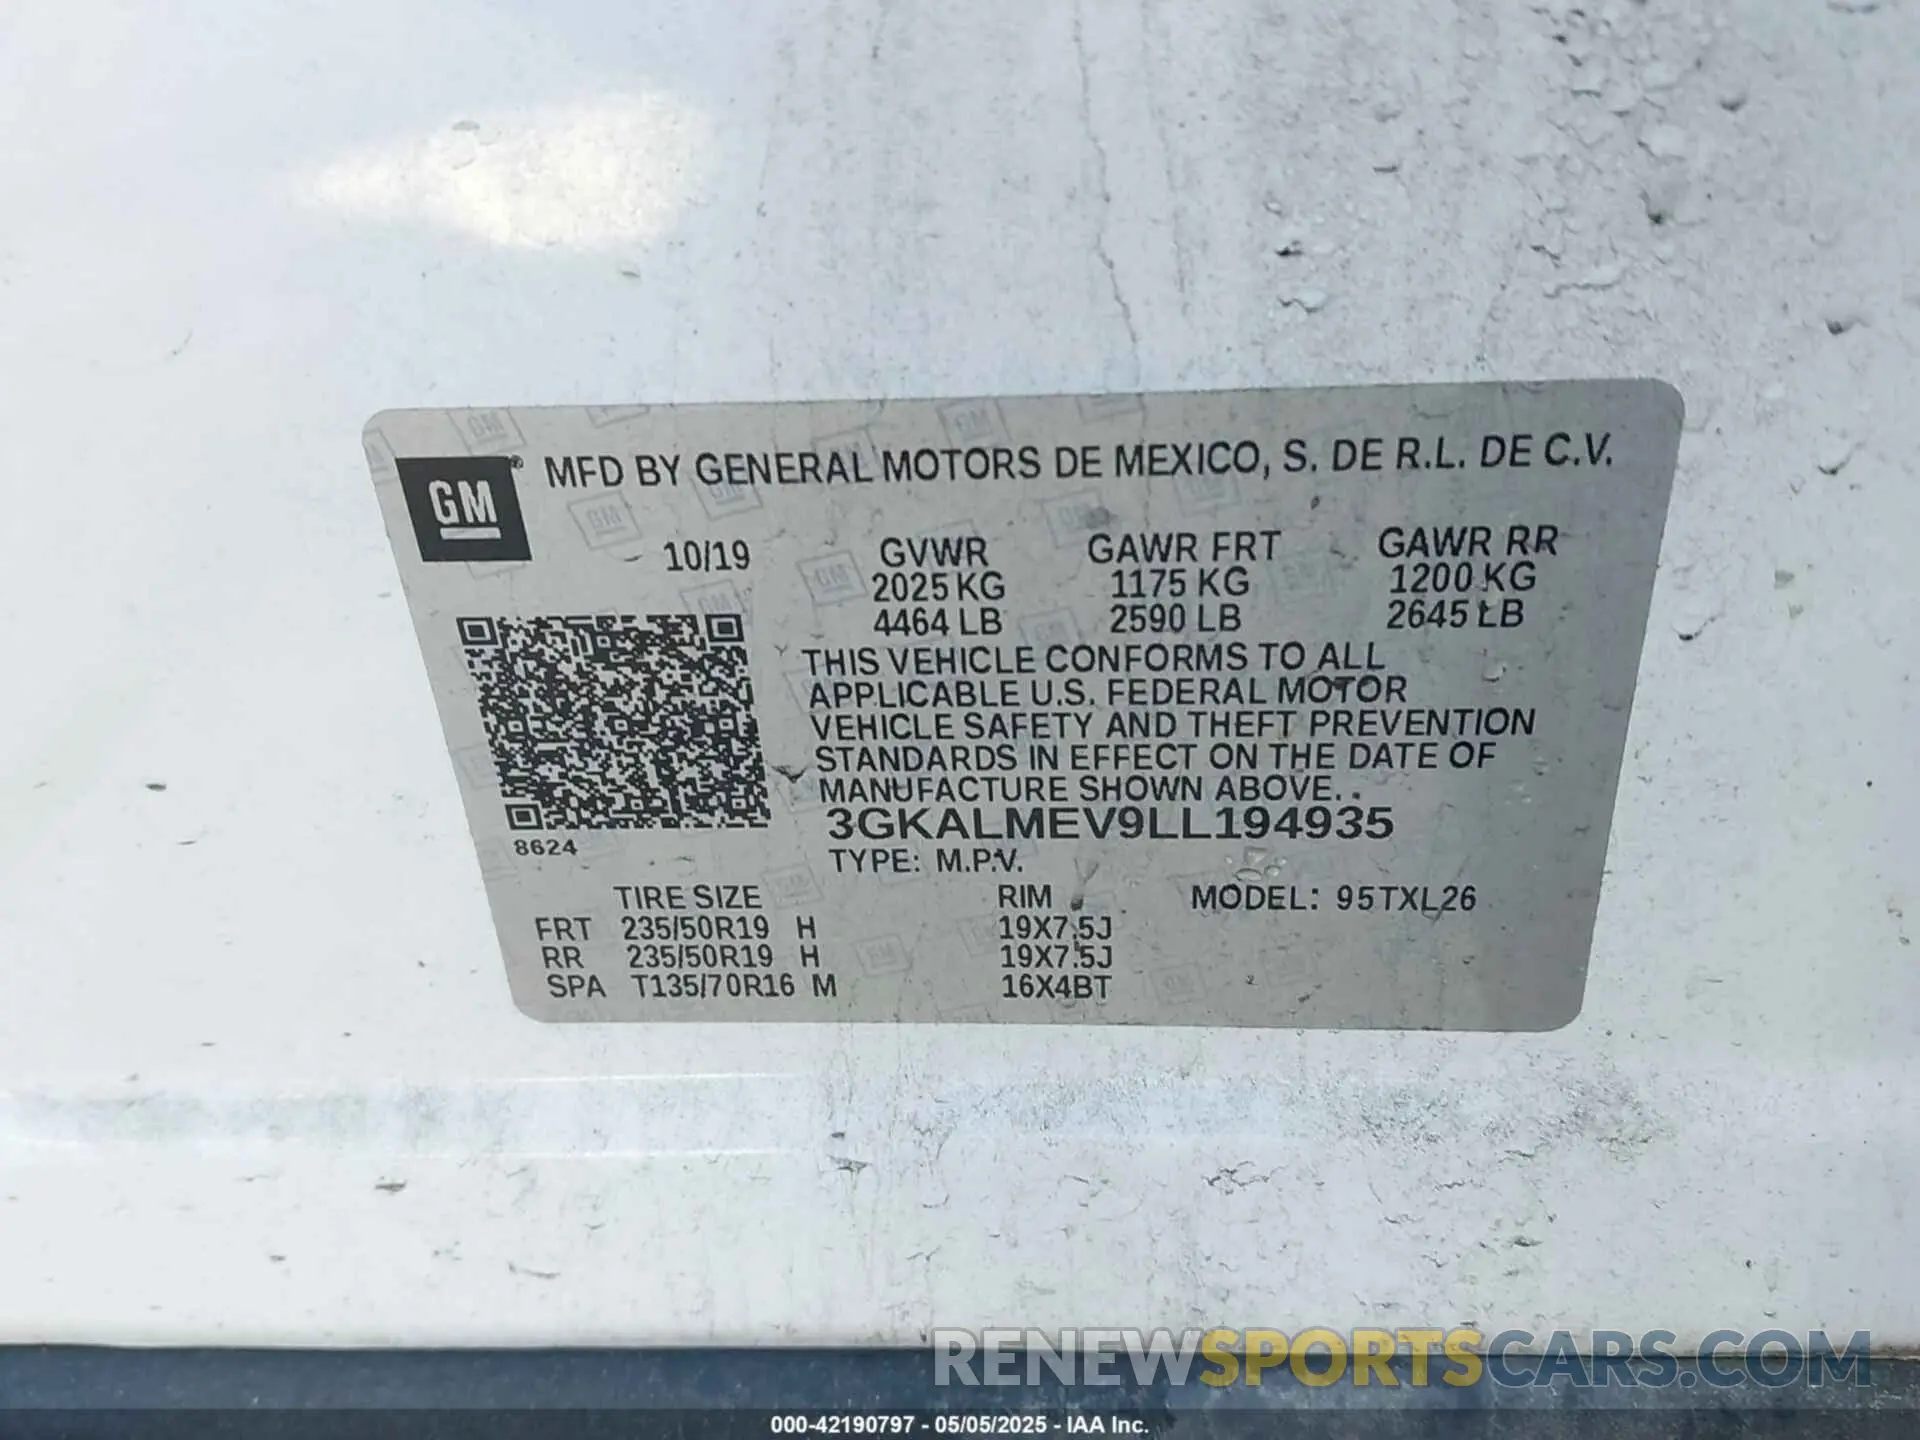 GM® MFD BY GENERAL MOTORS DE MEXICO, S. DE R.L. DE C.V.
10/19 GVWR GAWR FRT GAWR RR
2025 KG 1175 KG 1200 KG
4464 LB 2590 LB 2645 LB
THIS VEHICLE CONFORMS TO ALL
APPLICABLE U.S. FEDERAL MOTOR
VEHICLE SAFETY AND THEFT PREVENTION
STANDARDS IN EFFECT ON THE DATE OF
MANUFACTURE SHOWN ABOVE.
3GKALMEV9LL194935
8624
TYPE: M.P.V.
TIRE SIZE RIM MODEL: 95TXL26
FRT 235/50R19 H 19X7.5J
RR 235/50R19 H 19X7.5J
SPA T135/70R16 M 16X4BT
RENEWSPORTSCARS.COM
000-42190797 - 05/05/2025 - IAA Inc.